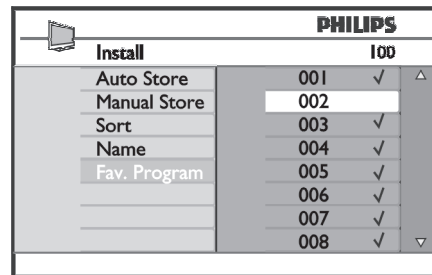 PHILIPS
Install 100
Auto Store 001 √
Manual Store 002
Sort 003 √
Name 004 √
Fav. Program 005 √
006 √
007 √
008 √